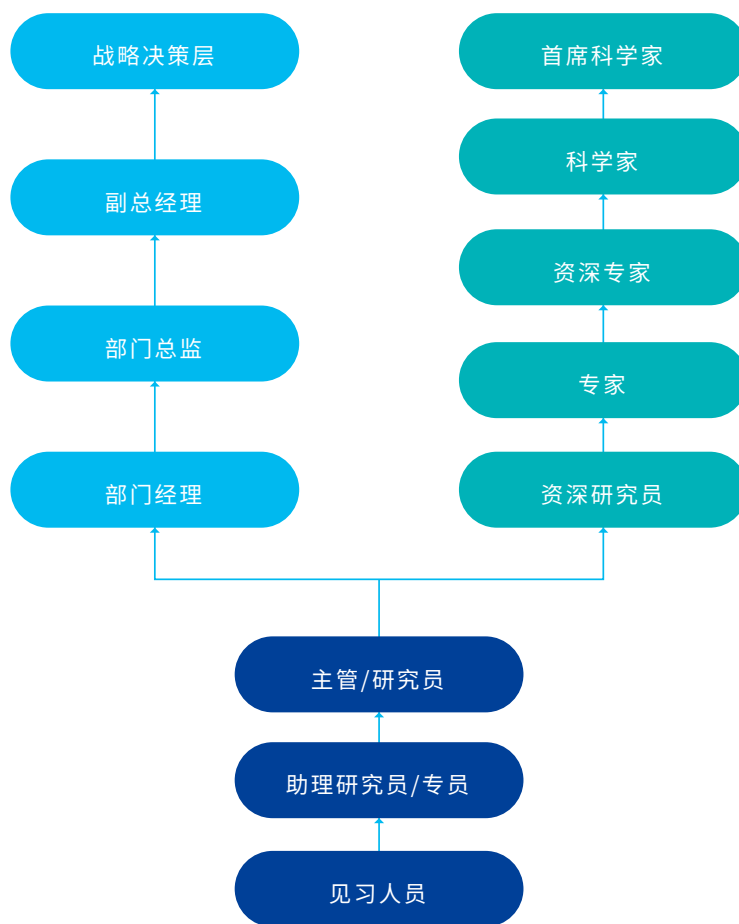 战略决策层
首席科学家
科学家
副总经理
资深专家
部门总监
专家
部门经理
资深研究员
主管/研究员
助理研究员/专员
见习人员